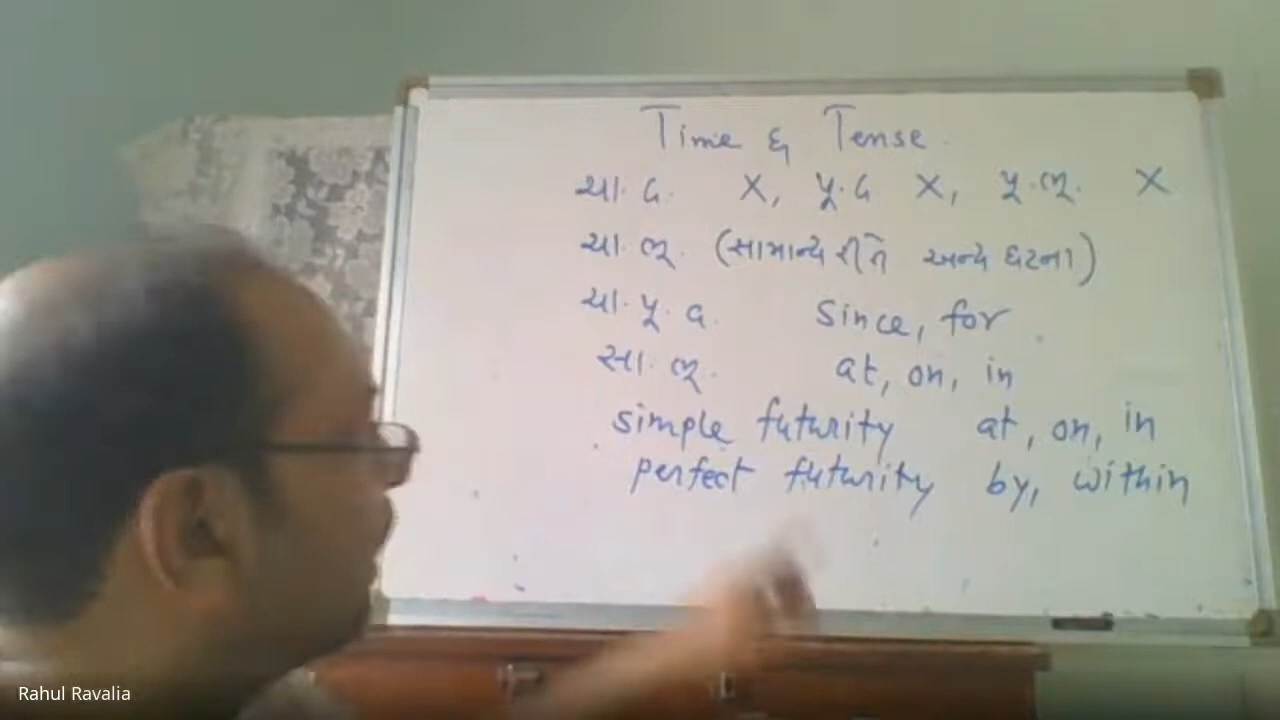 Time & Tense.
ચા. વ. X, પૂ. વ X, પૂ. ભૂ. X
ચા. ભૂ. (સામાન્ય રીતે અન્ય ઘટના)
ચા. પૂ. વ. Since, for
સા. ભૂ. at, on, in
simple futurity at, on, in
perfect futurity by, within
Rahul Ravalia